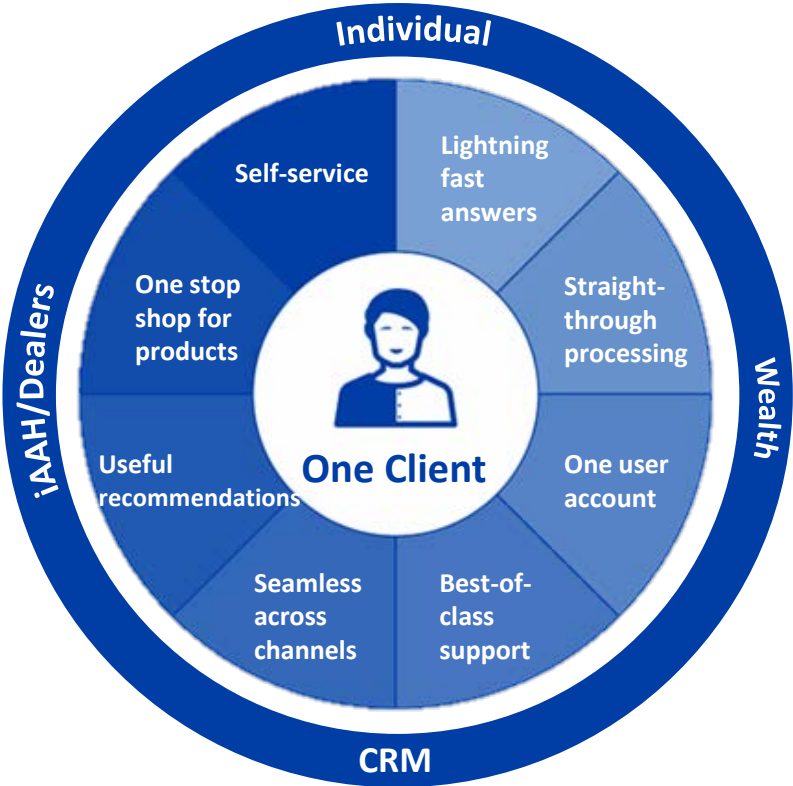 Individual
Self-service
Lightning
fast
answers
One stop
shop for
products
Straight-
through
processing
iAAH/Dealers
Wealth
One Client
Useful
recommendations
One user
account
Seamless
across
channels
Best-of-
class
support
CRM